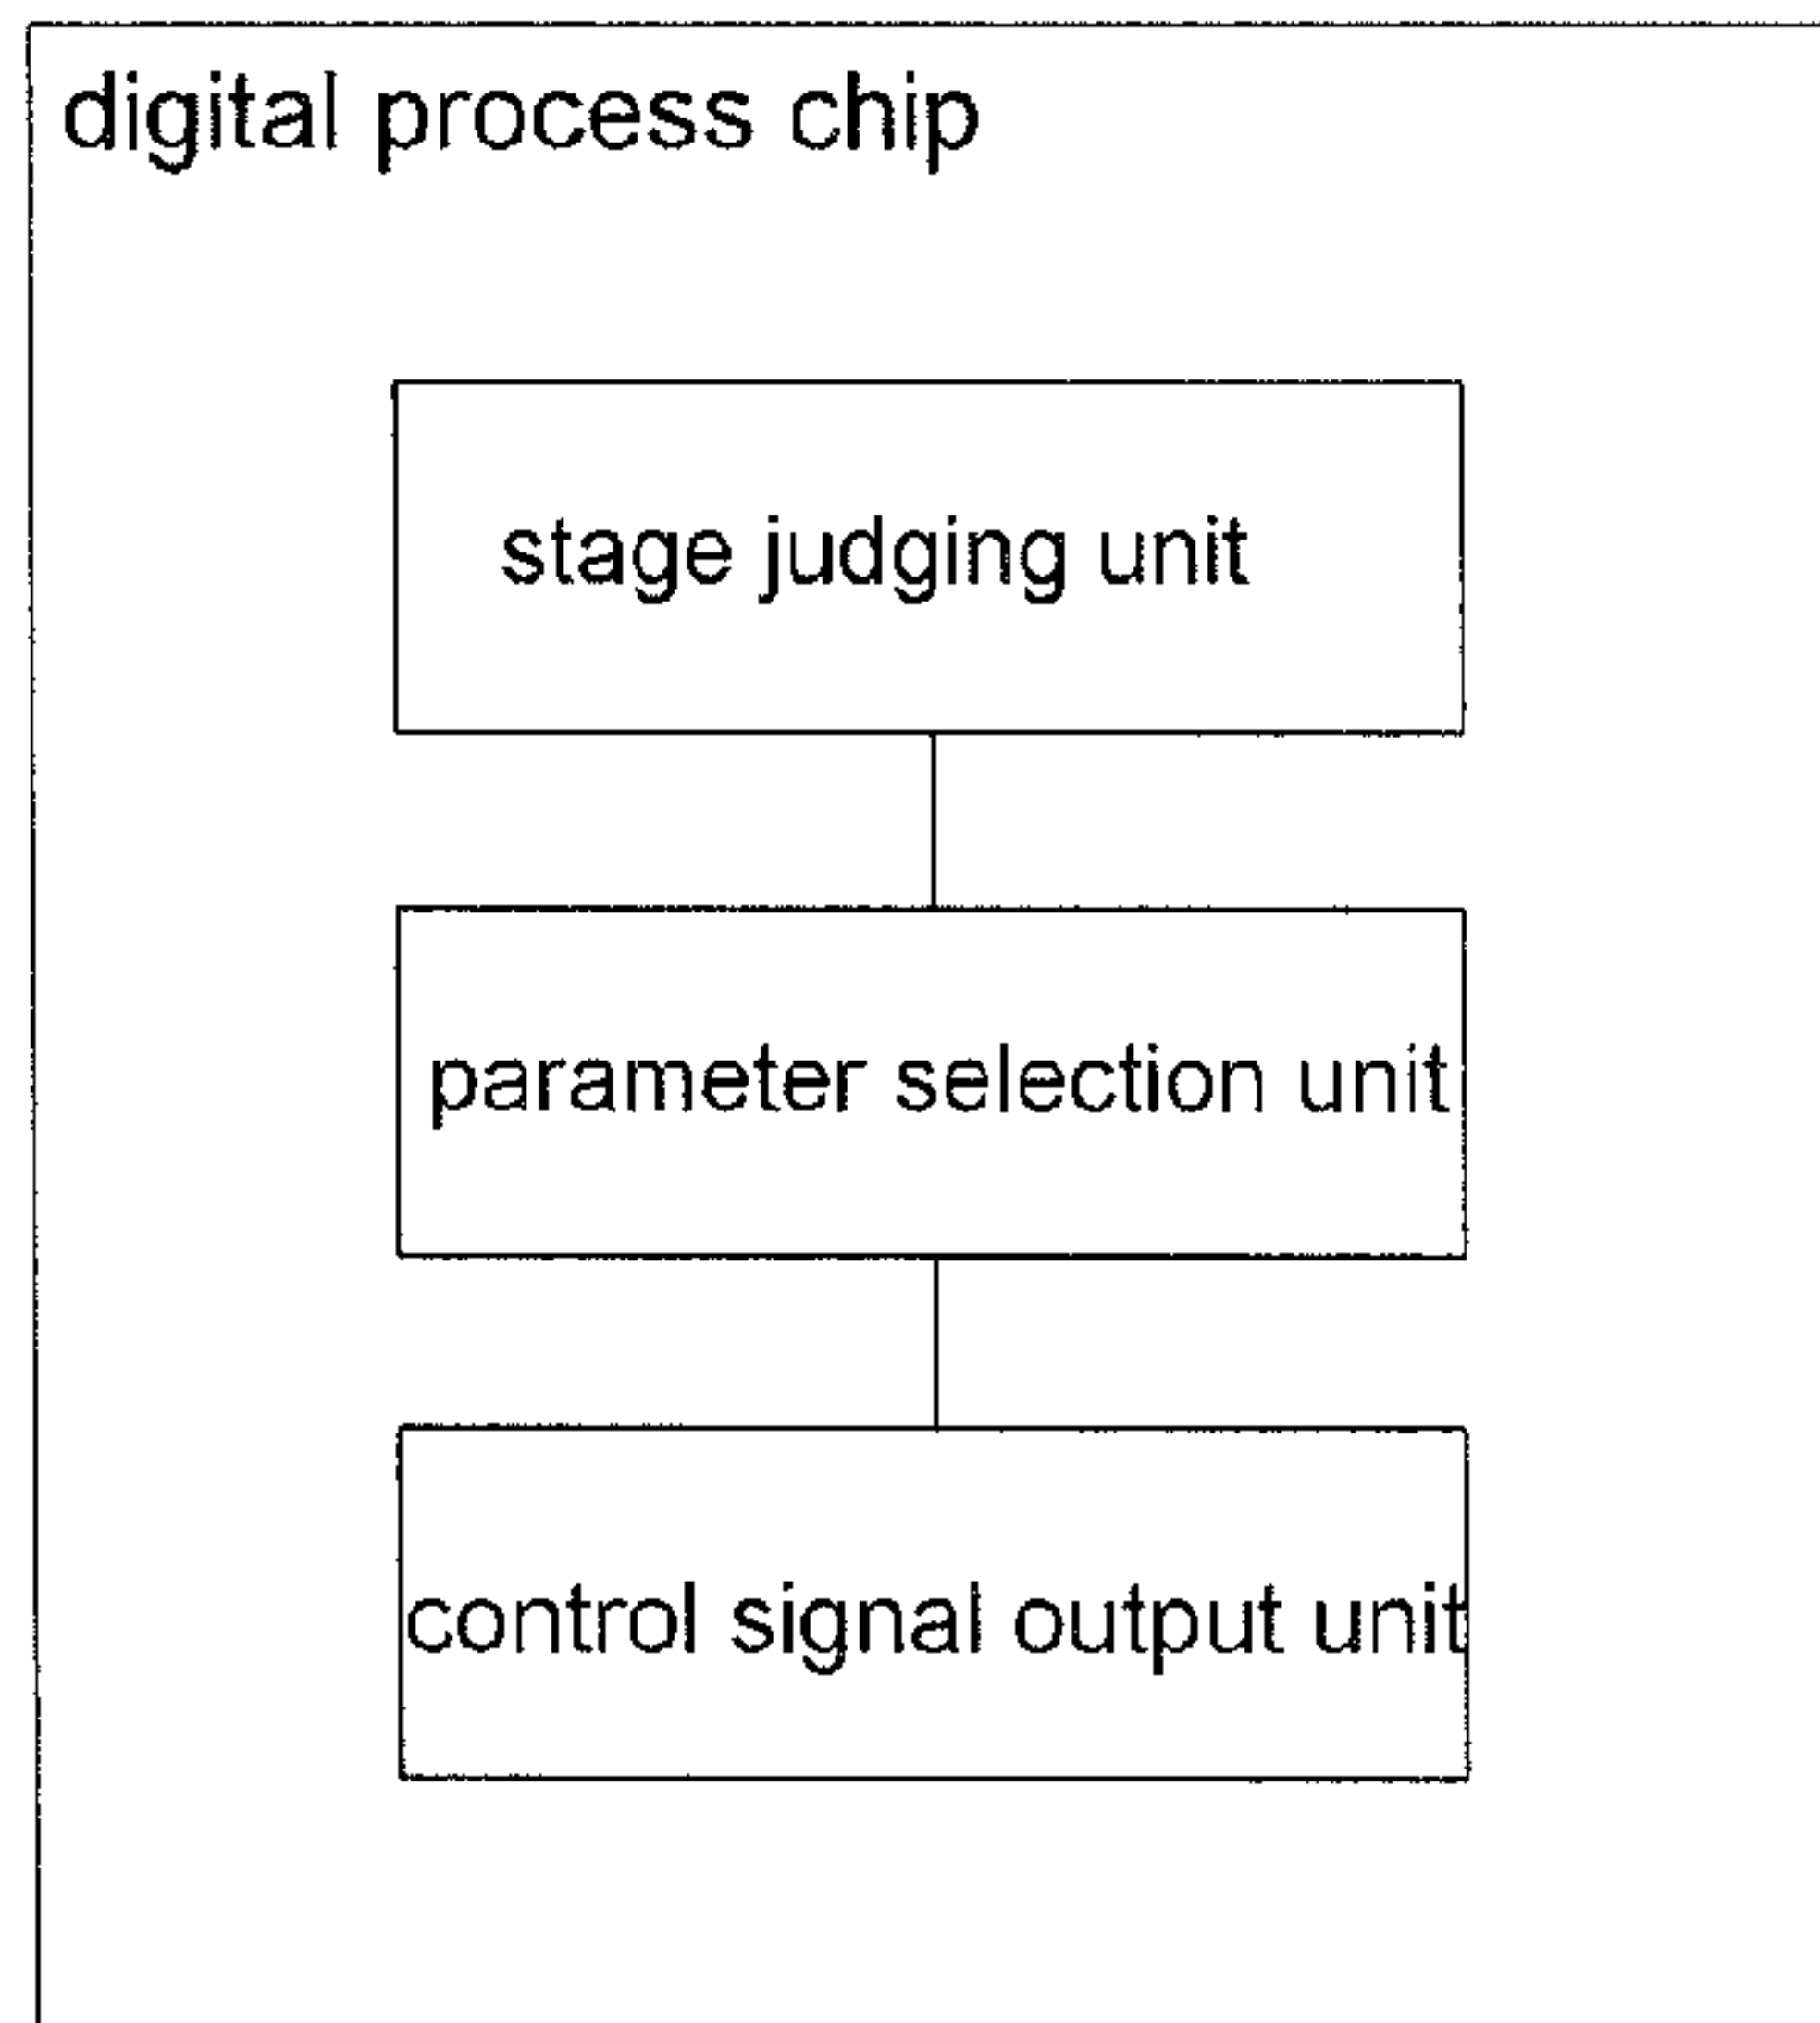 digital process chip
stage judging unit
parameter selection unit
control signal output unit